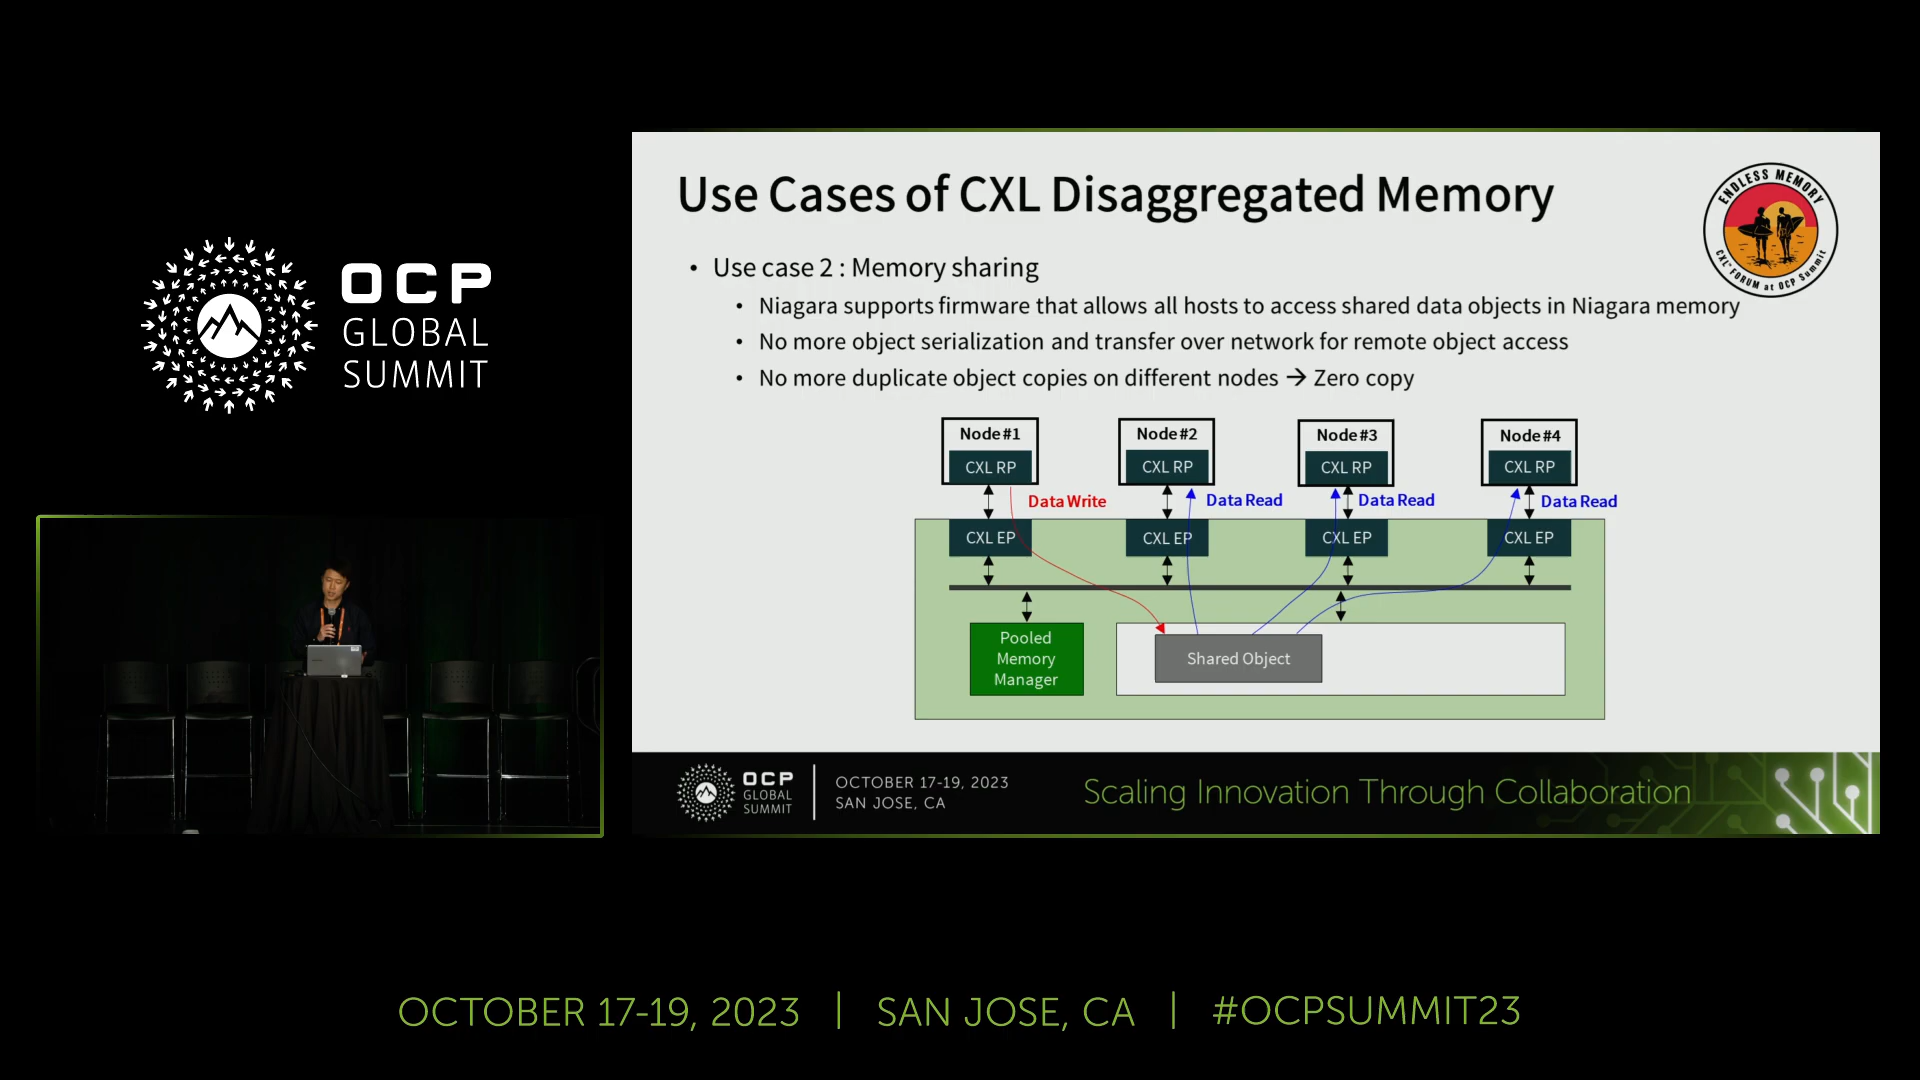 OCP
GLOBAL
SUMMIT
Use Cases of CXL Disaggregated Memory
ENDLESS MEMORY
CXL™ FORUM at OCP Summit
• Use case 2 : Memory sharing
• Niagara supports firmware that allows all hosts to access shared data objects in Niagara memory
• No more object serialization and transfer over network for remote object access
• No more duplicate object copies on different nodes → Zero copy
Node #1
Node #2
Node #3
Node #4
CXL RP
CXL RP
CXL RP
CXL RP
Data Write
Data Read
Data Read
Data Read
CXL EP
CXL EP
CXL EP
CXL EP
Pooled
Memory
Manager
Shared Object
OCP
GLOBAL
SUMMIT
OCTOBER 17-19, 2023
SAN JOSE, CA
Scaling Innovation Through Collaboration
OCTOBER 17-19, 2023 | SAN JOSE, CA | #OCPSUMMIT23